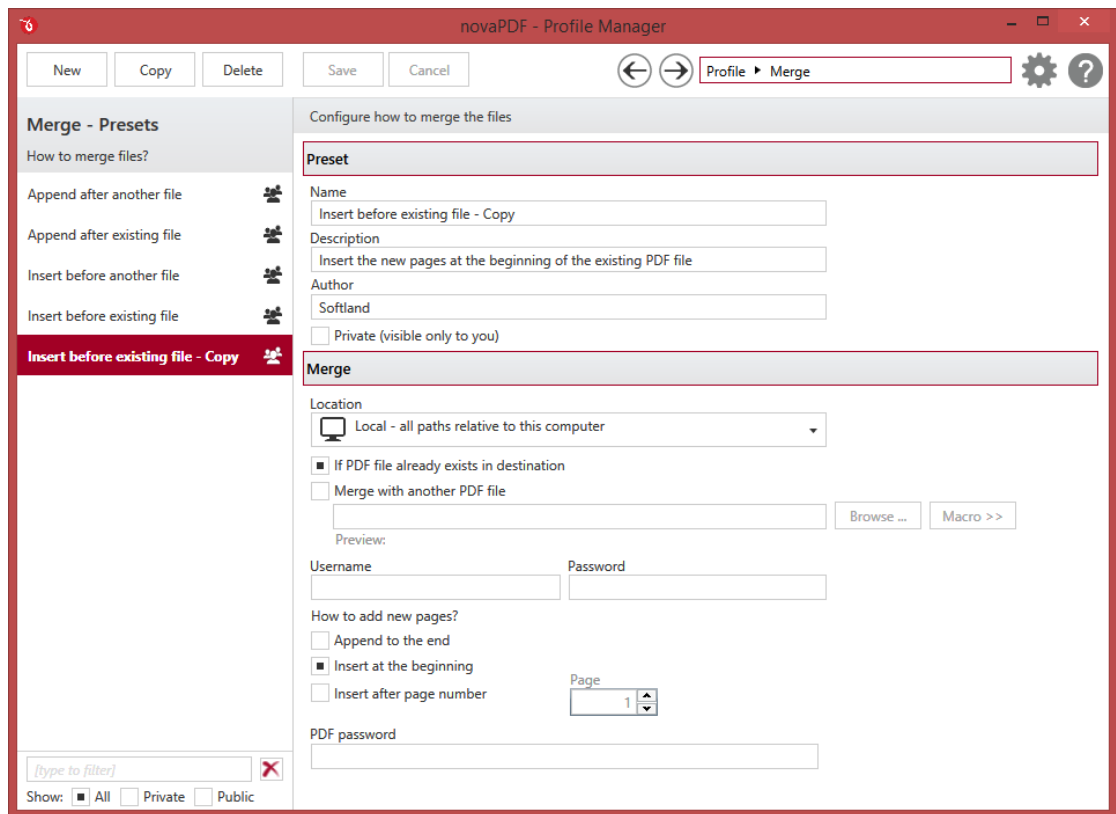 novaPDF - Profile Manager
New Copy Delete Save Cancel Profile Merge
Merge - Presets
How to merge files?
Append after another file
Append after existing file
Insert before another file
Insert before existing file
Insert before existing file - Copy
[type to filter]
Show: All Private Public
Configure how to merge the files
Preset
Name
Insert before existing file - Copy
Description
Insert the new pages at the beginning of the existing PDF file
Author
Softland
Private (visible only to you)
Merge
Location
Local - all paths relative to this computer
If PDF file already exists in destination
Merge with another PDF file
Browse ... Macro >>
Preview:
Username Password
How to add new pages?
Append to the end
Insert at the beginning
Insert after page number
Page
1
PDF password